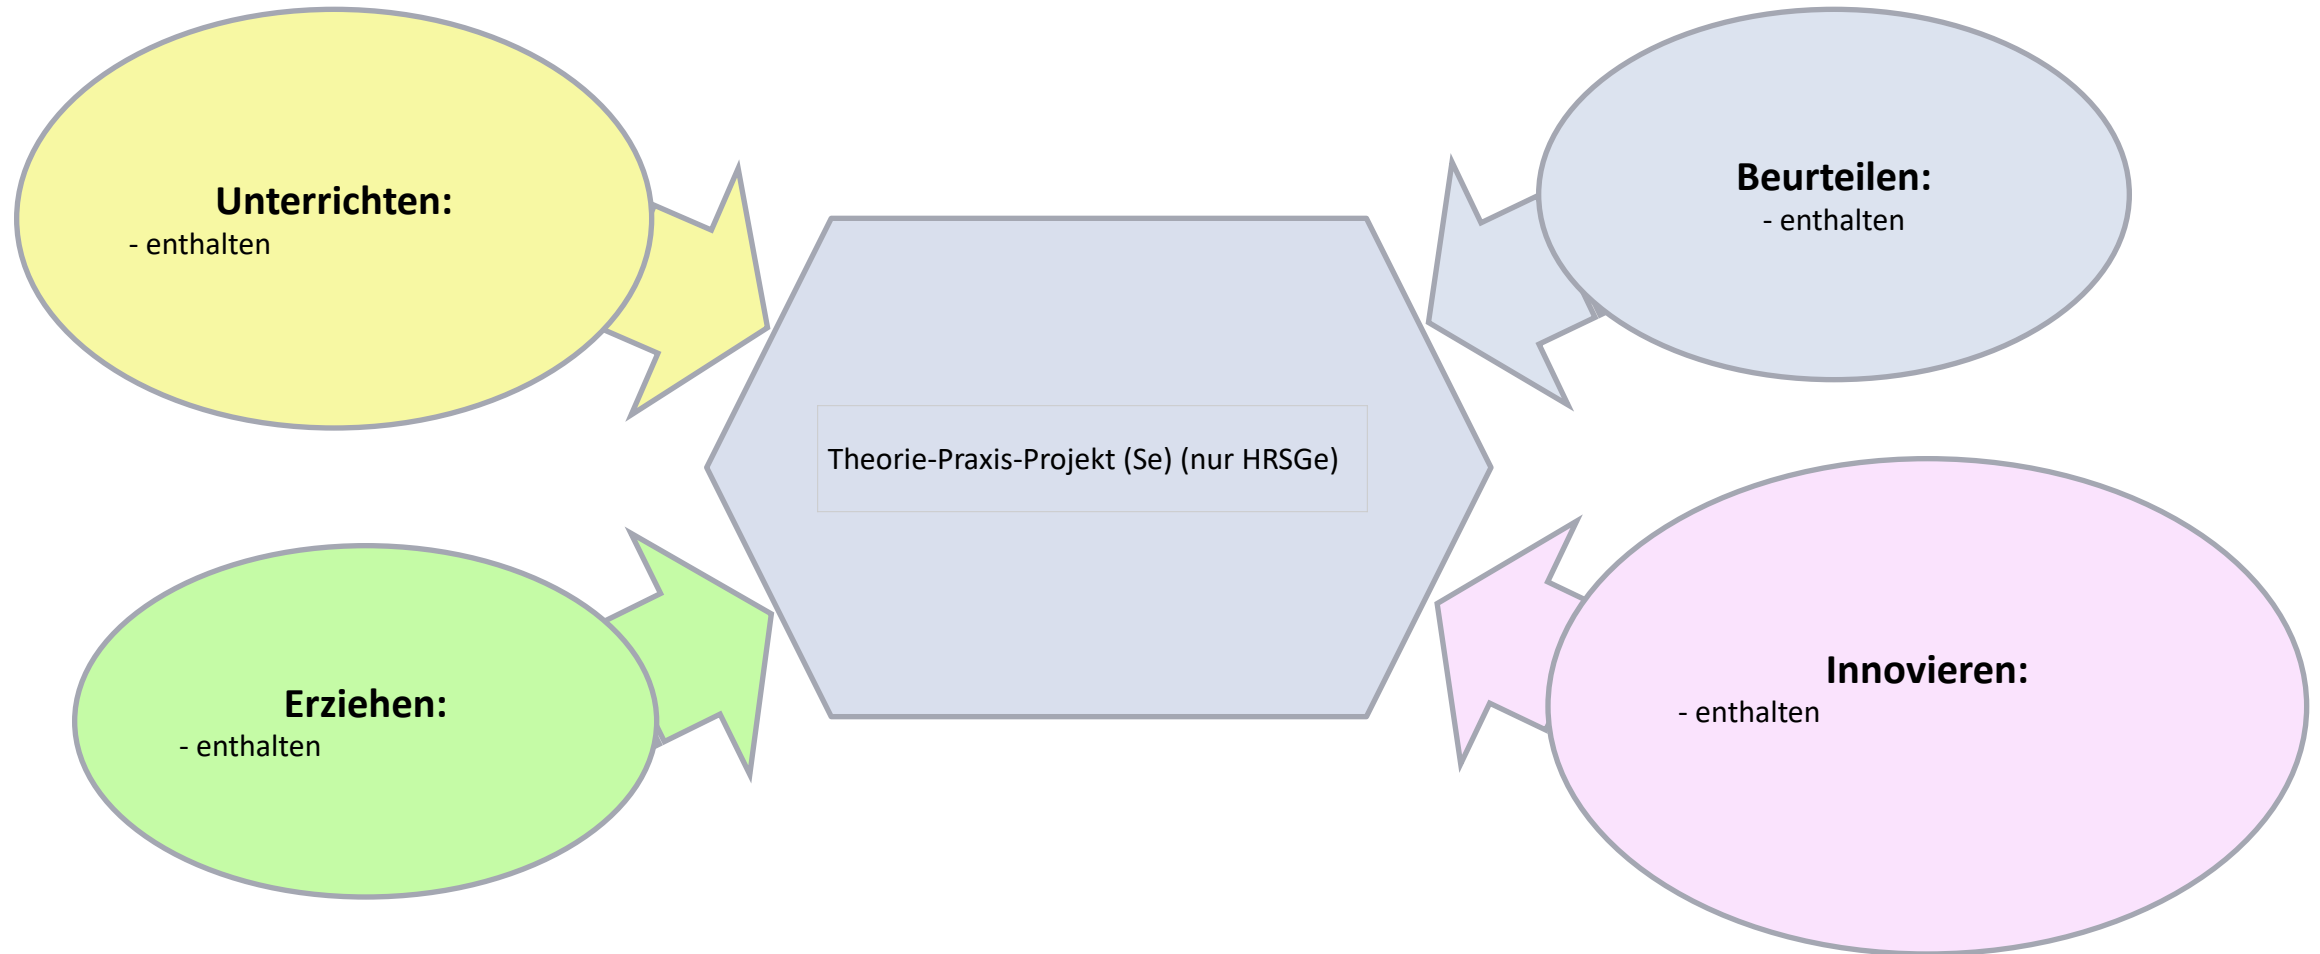 Unterrichten:
- enthalten
Beurteilen:
- enthalten
Theorie-Praxis-Projekt (Se) (nur HRSGe)
Erziehen:
- enthalten
Innovieren:
- enthalten